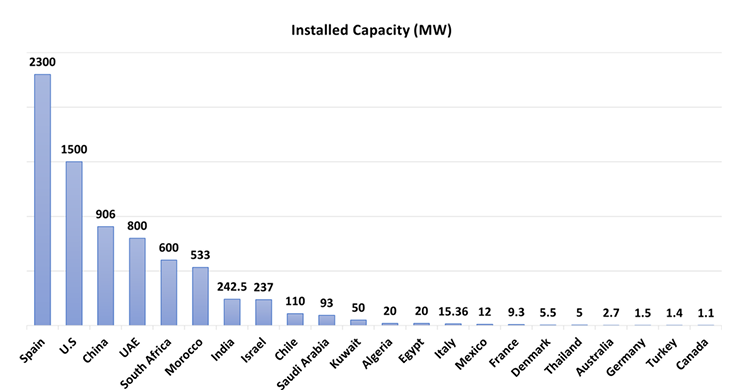 Installed Capacity (MW)
2300
1500
906
800
600
533
242.5
237
110
93
50
20
20
15.36
12
9.3
5.5
5
2.7
1.5
1.4
1.1
Spain
U.S
China
UAE
South Africa
Morocco
India
Israel
Chile
Saudi Arabia
Kuwait
Algeria
Egypt
Italy
Mexico
France
Denmark
Thailand
Australia
Germany
Turkey
Canada